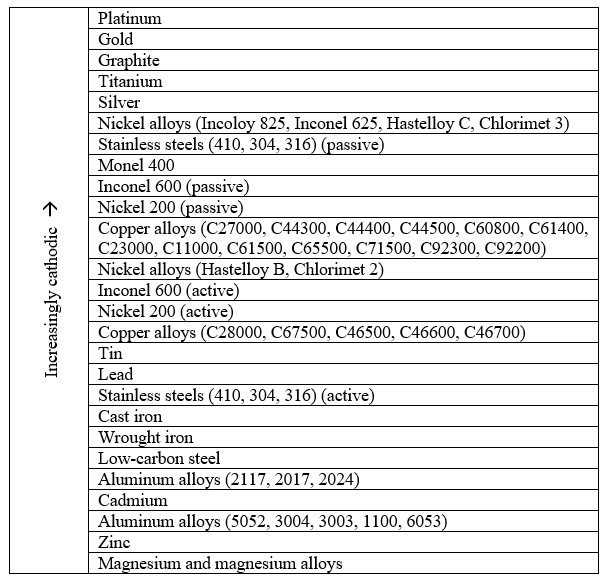 Increasingly cathodic →
Platinum
Gold
Graphite
Titanium
Silver
Nickel alloys (Incoloy 825, Inconel 625, Hastelloy C, Chlorimet 3)
Stainless steels (410, 304, 316) (passive)
Monel 400
Inconel 600 (passive)
Nickel 200 (passive)
Copper alloys (C27000, C44300, C44400, C44500, C60800, C61400,
C23000, C11000, C61500, C65500, C71500, C92300, C92200)
Nickel alloys (Hastelloy B, Chlorimet 2)
Inconel 600 (active)
Nickel 200 (active)
Copper alloys (C28000, C67500, C46500, C46600, C46700)
Tin
Lead
Stainless steels (410, 304, 316) (active)
Cast iron
Wrought iron
Low-carbon steel
Aluminum alloys (2117, 2017, 2024)
Cadmium
Aluminum alloys (5052, 3004, 3003, 1100, 6053)
Zinc
Magnesium and magnesium alloys